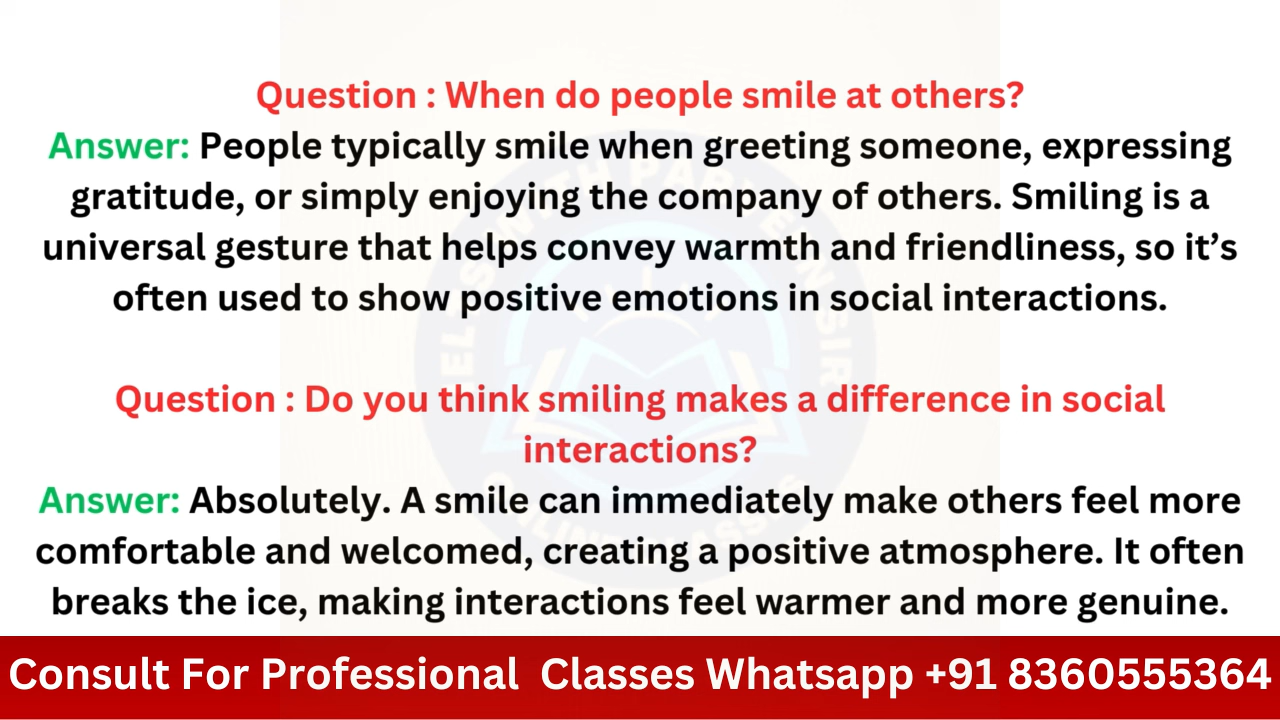 Question : When do people smile at others?
Answer: People typically smile when greeting someone, expressing
gratitude, or simply enjoying the company of others. Smiling is a
universal gesture that helps convey warmth and friendliness, so it’s
often used to show positive emotions in social interactions.
Question : Do you think smiling makes a difference in social
interactions?
Answer: Absolutely. A smile can immediately make others feel more
comfortable and welcomed, creating a positive atmosphere. It often
breaks the ice, making interactions feel warmer and more genuine.
Consult For Professional  Classes Whatsapp +91 8360555364